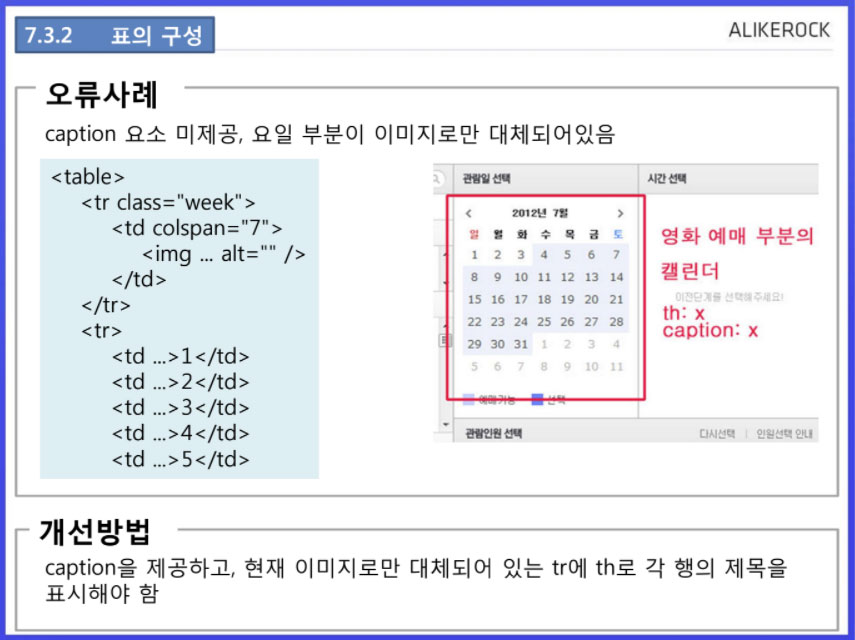 7.3.2 표의 구성
ALIKEROCK
오류사례
caption 요소 미제공, 요일 부분이 이미지로만 대체되어있음
<table>
<tr class="week">
<td colspan="7">
<img ... alt="" />
</td>
</tr>
<tr>
<td ...>1</td>
<td ...>2</td>
<td ...>3</td>
<td ...>4</td>
<td ...>5</td>
관람일 선택
시간 선택
< 2012년 7월 >
일 월 화 수 목 금 토
1 2 3 4 5 6 7
8 9 10 11 12 13 14
15 16 17 18 19 20 21
22 23 24 25 26 27 28
29 30 31 1 2 3 4
5 6 7 8 9 10 11
예매가능 선택
영화 예매 부분의
캘린더
이전단계를 선택해주세요!
th: x
caption: x
관람인원 선택
다시선택 | 인원선택 안내
개선방법
caption을 제공하고, 현재 이미지로만 대체되어 있는 tr에 th로 각 행의 제목을
표시해야 함